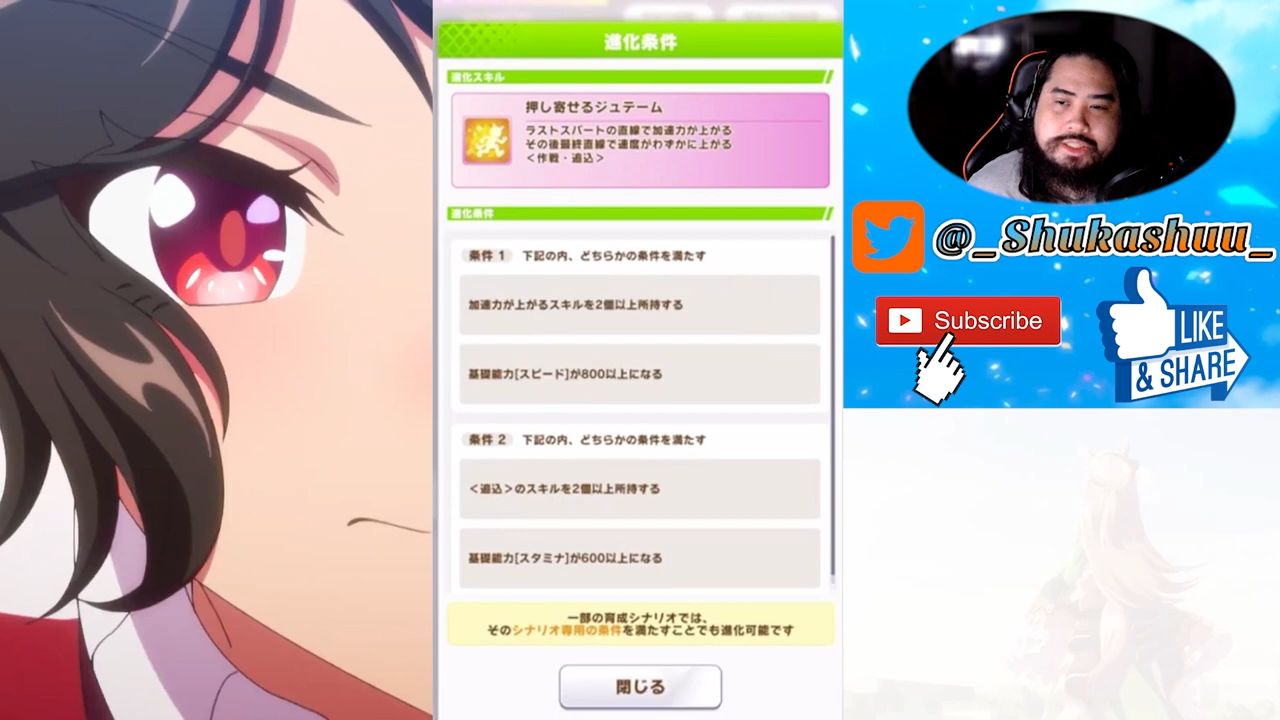 進化条件
進化スキル
押し寄せるジュテーム
ラストスパートの直線で加速力が上がる
その後最終直線で速度がわずかに上がる
<作戦・追込>
進化条件
条件 1 下記の内、どちらかの条件を満たす
加速力が上がるスキルを2個以上所持する
基礎能力[スピード]が800以上になる
条件 2 下記の内、どちらかの条件を満たす
<追込>のスキルを2個以上所持する
基礎能力[スタミナ]が600以上になる
一部の育成シナリオでは、
そのシナリオ専用の条件を満たすことでも進化可能です
閉じる
@_Shukashuu_
Subscribe
LIKE
& SHARE